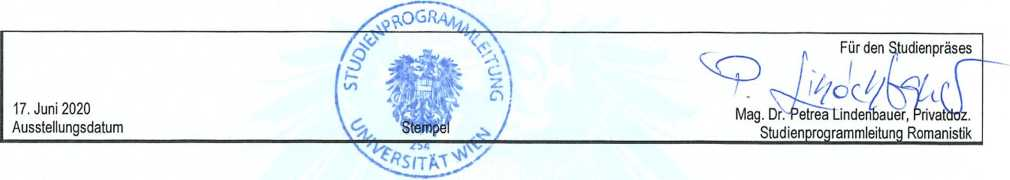 STUDIENPROGRAMMLEITUNG
UNIVERSITÄT WIEN
254
Für den Studienpräses
P. Lindenbauer
17. Juni 2020
Ausstellungsdatum
Stempel
Mag. Dr. Petrea Lindenbauer, Privatdoz.
Studienprogrammleitung Romanistik